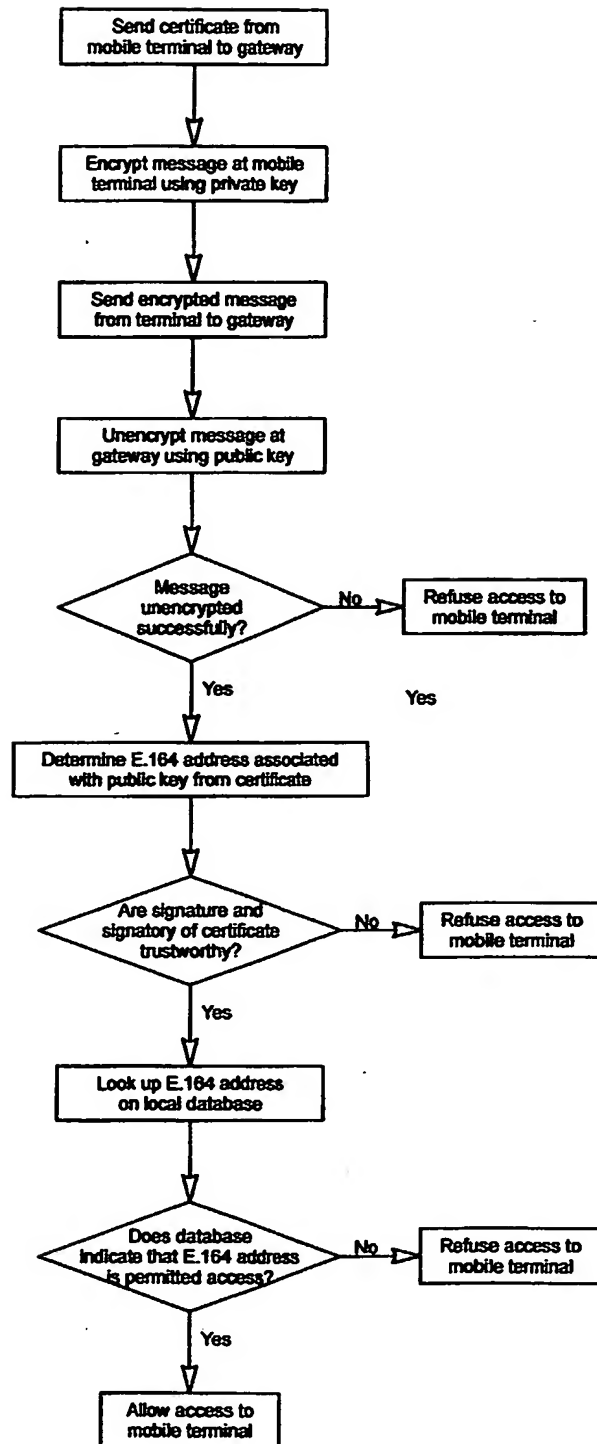 Send certificate from
mobile terminal to gateway
Encrypt message at mobile
terminal using private key
Send encrypted message
from terminal to gateway
Unencrypt message at
gateway using public key
Message
unencrypted
successfully?
No
Refuse access to
mobile terminal
Yes
Yes
Determine E.164 address associated
with public key from certificate
Are signature and
signatory of certificate
trustworthy?
No
Refuse access to
mobile terminal
Yes
Look up E.164 address
on local database
Does database
indicate that E.164 address
is permitted access?
No
Refuse access to
mobile terminal
Yes
Allow access to
mobile terminal